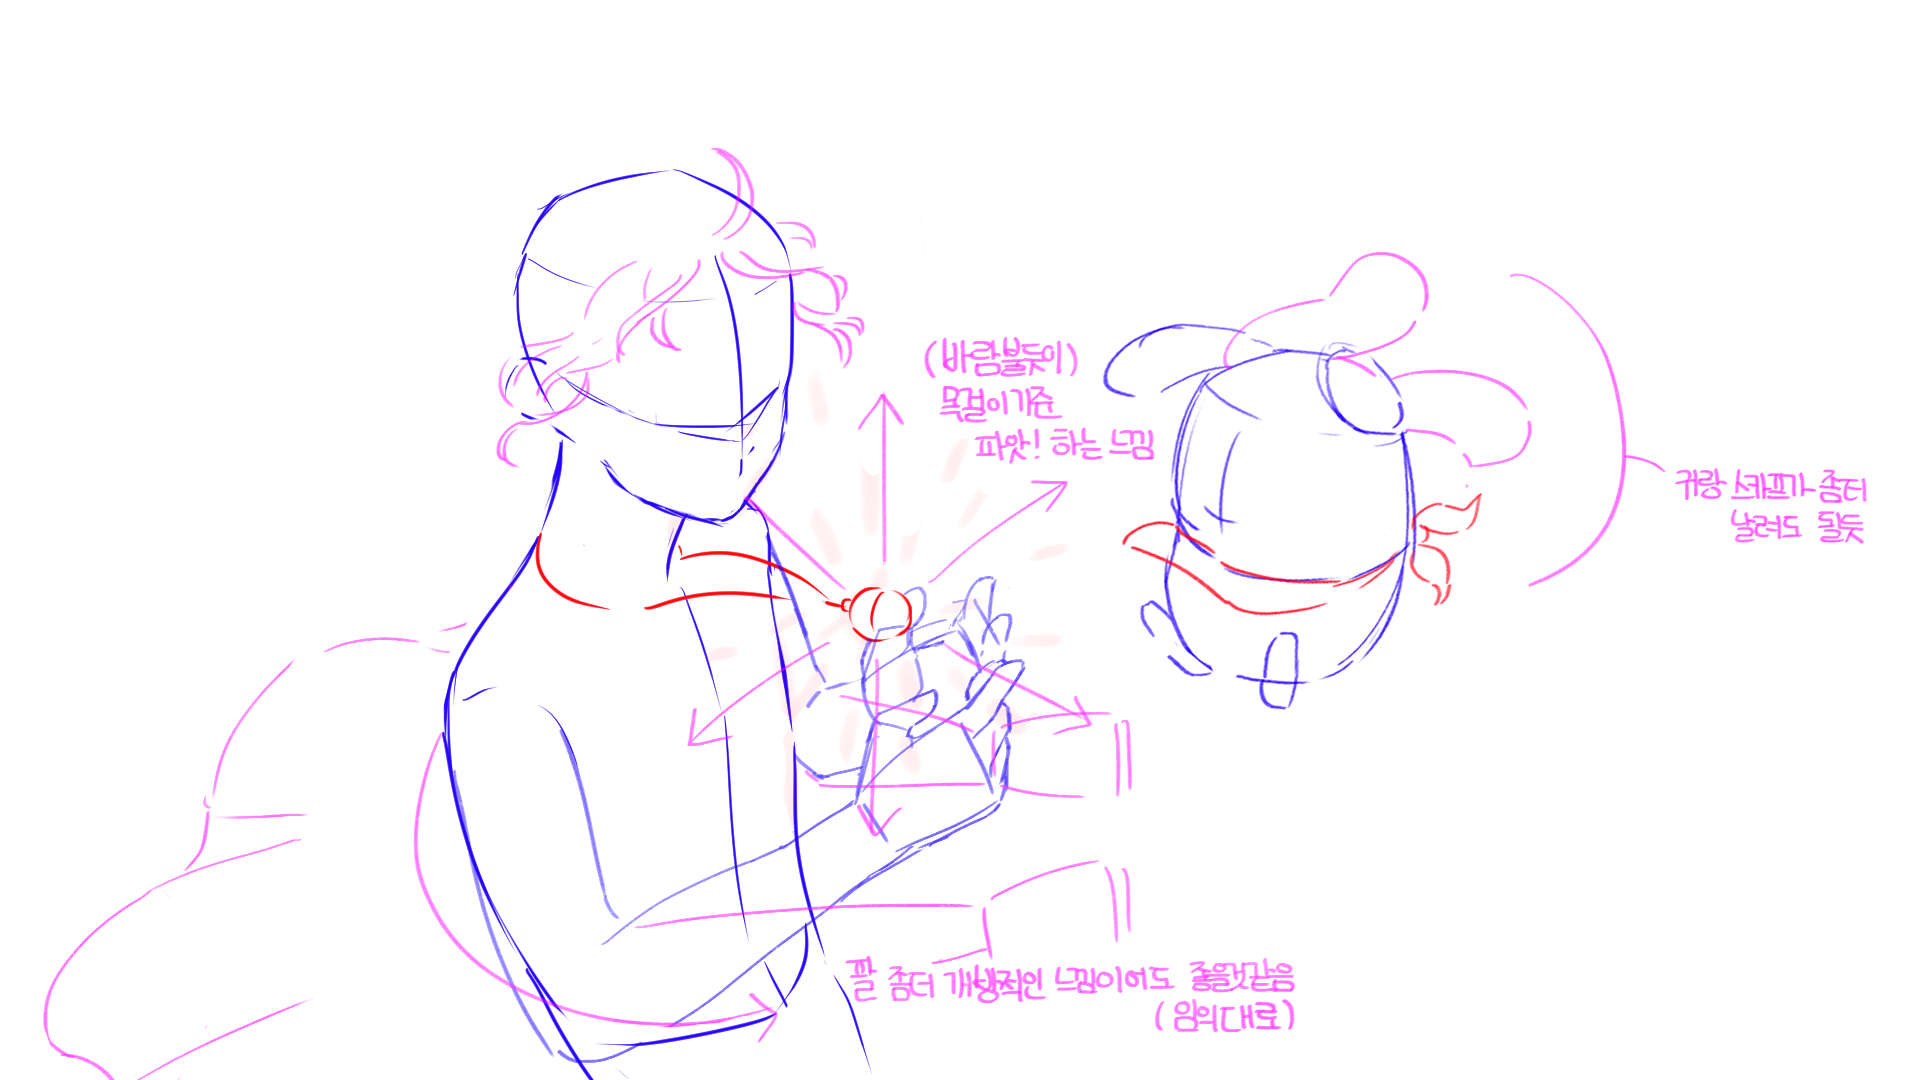 (바람불듯이)
목걸이기준
파앗! 하는 느낌
귀랑 스카프가 좀더
날려도 될듯
팔 좀더 개방적인 느낌이어도 좋을것같음
(임의대로)